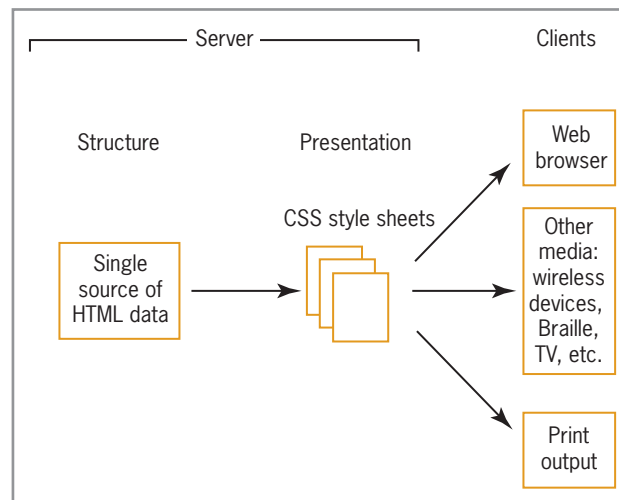 Server
Clients
Structure
Presentation
CSS style sheets
Single
source of
HTML data
Web
browser
Other
media:
wireless
devices,
Braille,
TV, etc.
Print
output